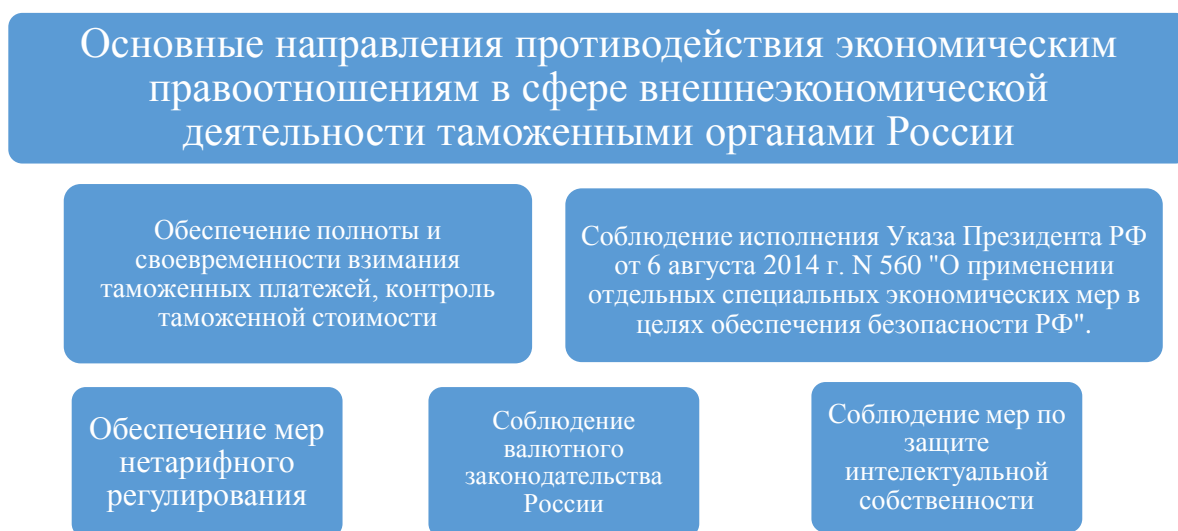 Основные направления противодействия экономическим
правоотношениям в сфере внешнеэкономической
деятельности таможенными органами России
Обеспечение полноты и
своевременности взимания
таможенных платежей, контроль
таможенной стоимости
Соблюдение исполнения Указа Президента РФ
от 6 августа 2014 г. N 560 "О применении
отдельных специальных экономических мер в
целях обеспечения безопасности РФ".
Обеспечение мер
нетарифного
регулирования
Соблюдение
валютного
законодательства
России
Соблюдение мер по
защите
интелектуальной
собственности